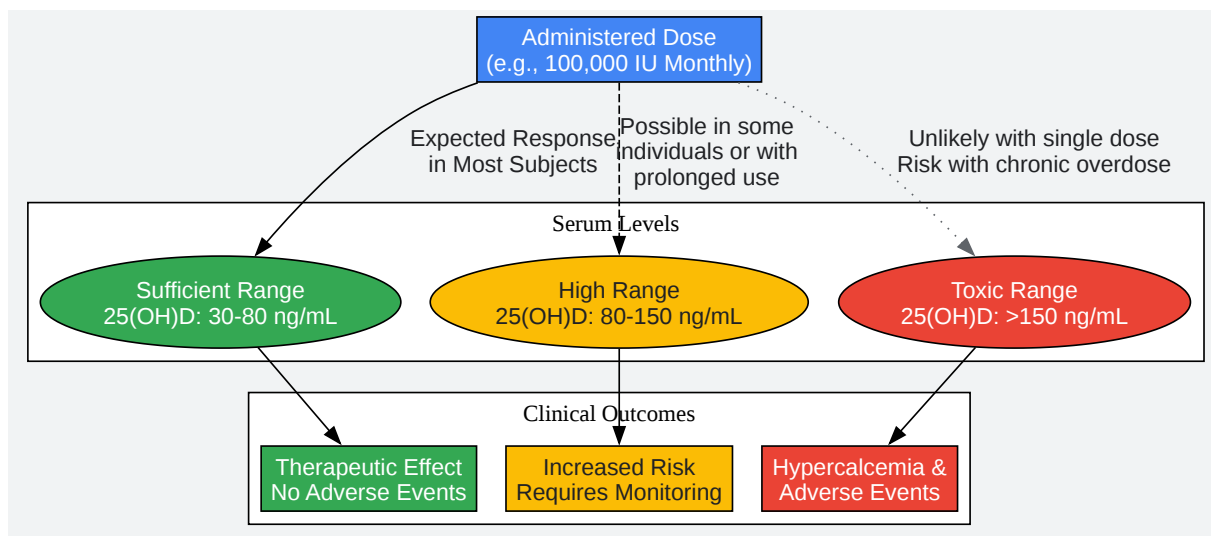 Administered Dose
(e.g., 100,000 IU Monthly)
Expected Response
in Most Subjects
Possible in some
individuals or with
prolonged use
Unlikely with single dose
Risk with chronic overdose
Serum Levels
Sufficient Range
25(OH)D: 30-80 ng/mL
High Range
25(OH)D: 80-150 ng/mL
Toxic Range
25(OH)D: >150 ng/mL
Clinical Outcomes
Therapeutic Effect
No Adverse Events
Increased Risk
Requires Monitoring
Hypercalcemia &
Adverse Events